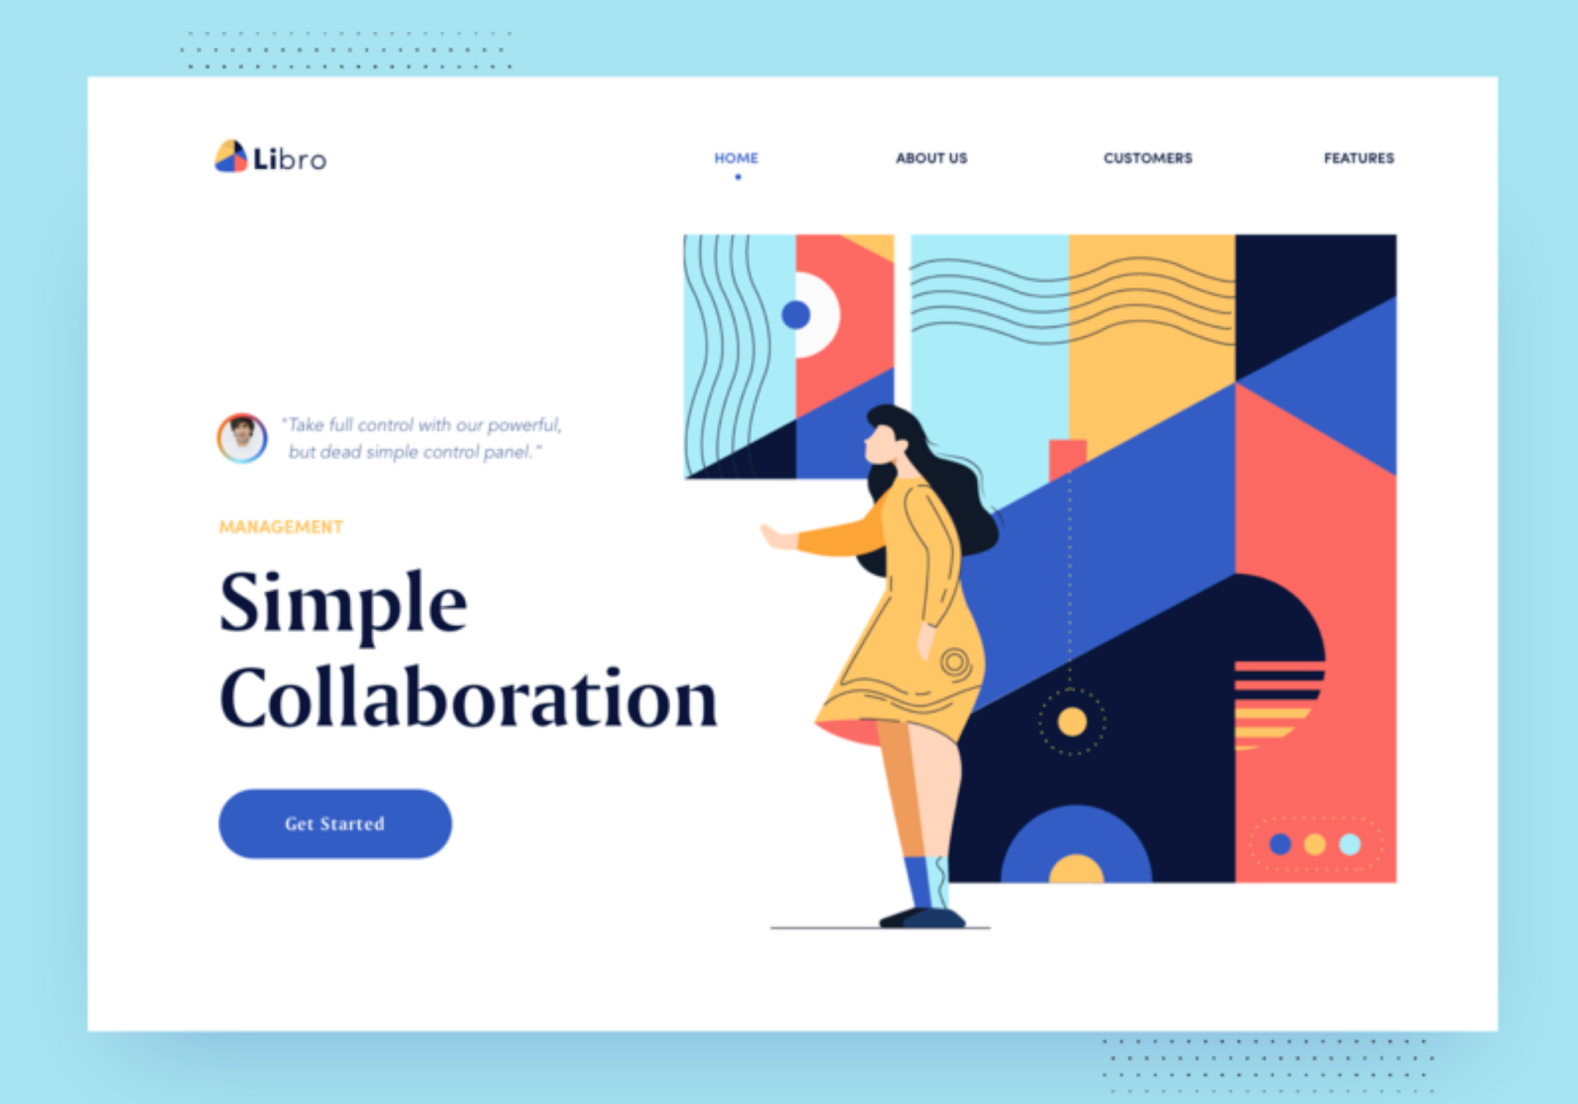 Libro
HOME
ABOUT US
CUSTOMERS
FEATURES
"Take full control with our powerful,
but dead simple control panel."
MANAGEMENT
Simple
Collaboration
Get Started